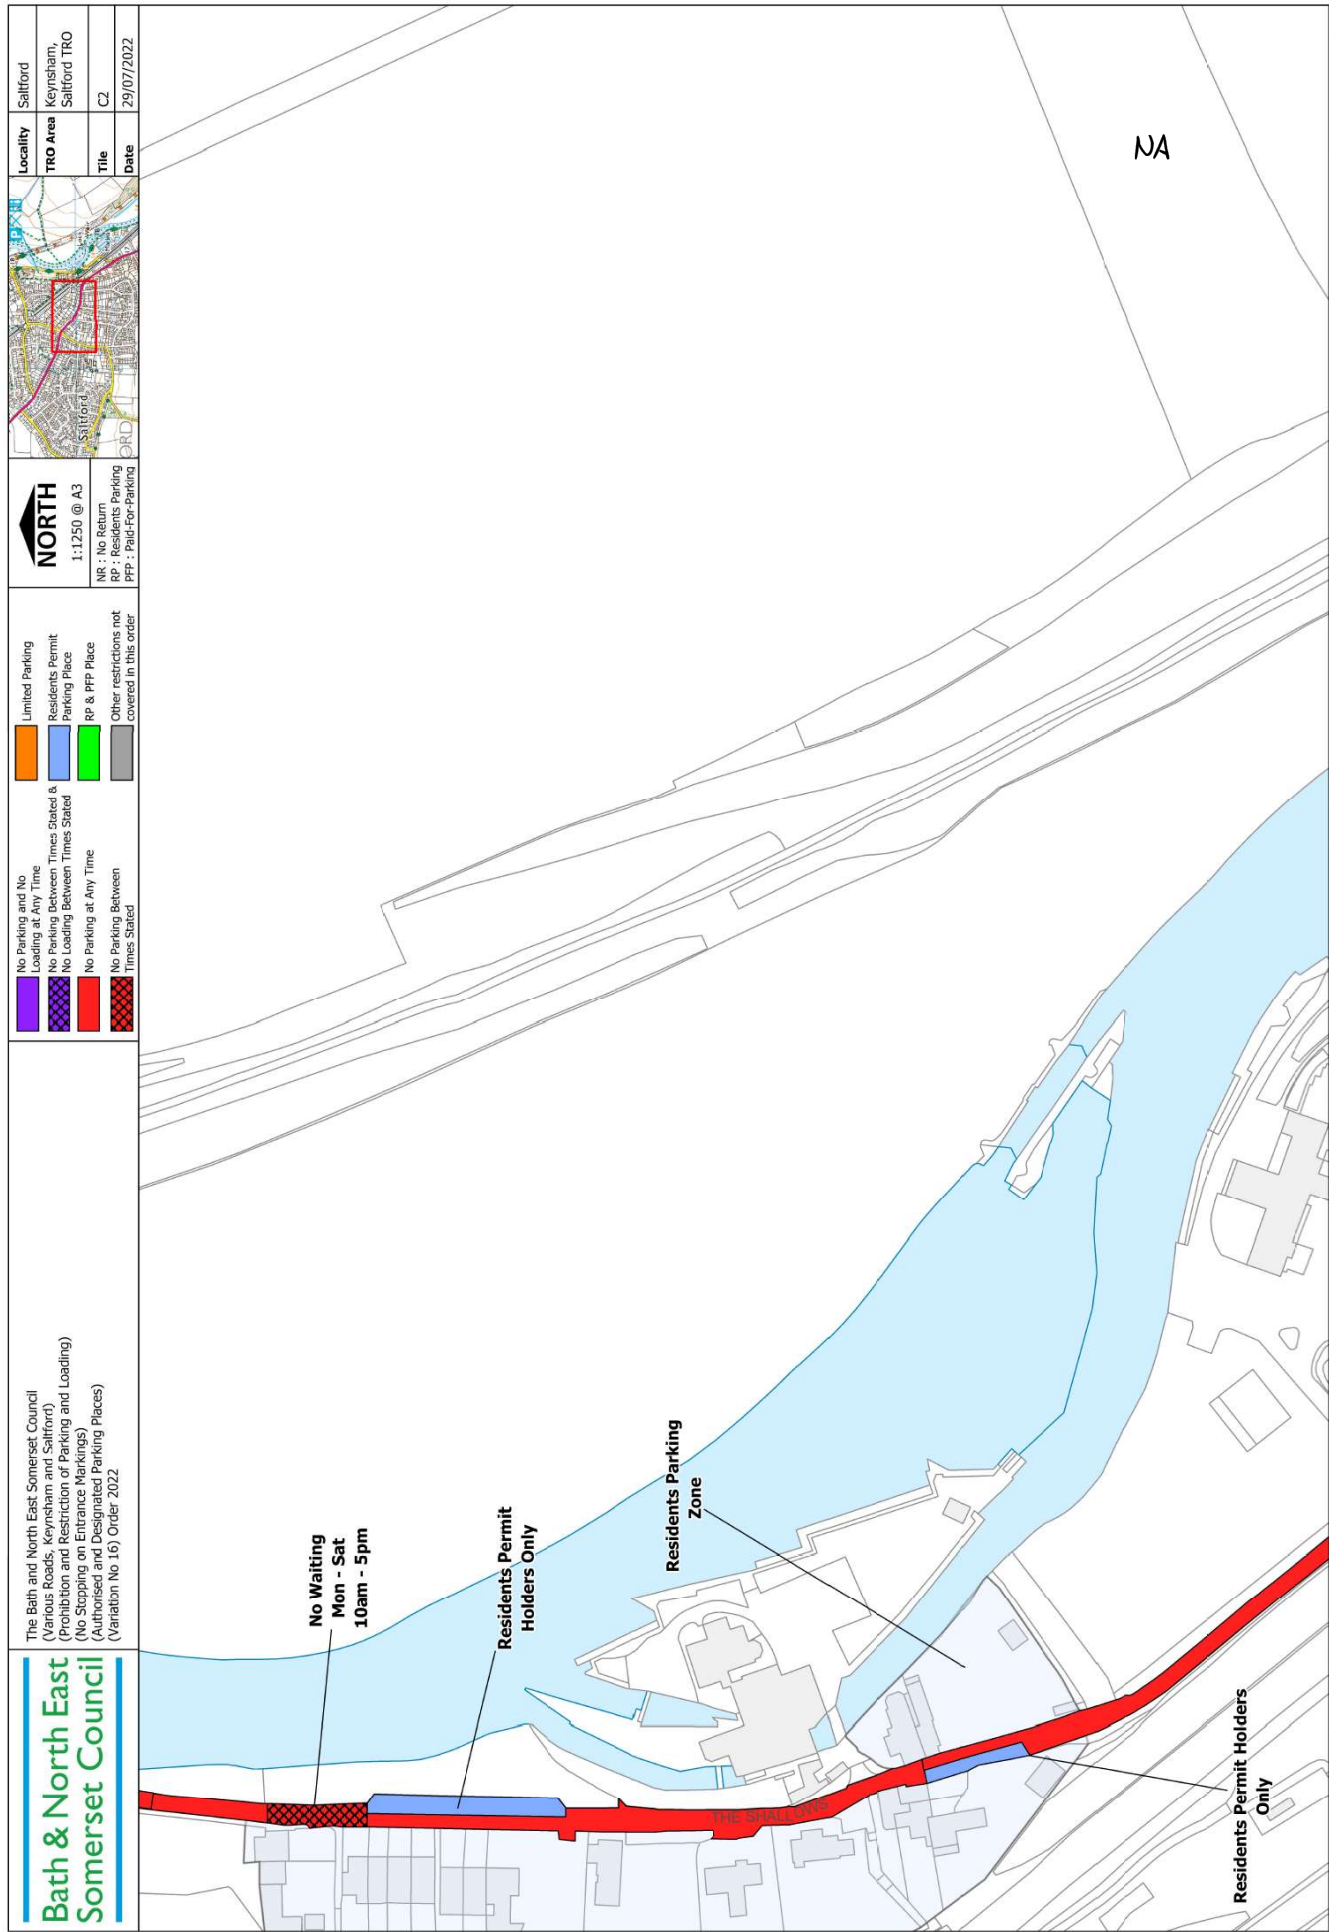 Bath & North East
Somerset Council
The Bath and North East Somerset Council
(Various Roads, Keynsham and Saltford)
(Prohibition and Restriction of Parking and Loading)
(No Stopping on Entrance Markings)
(Authorised and Designated Parking Places)
(Variation No 16) Order 2022
No Parking and No
Loading at Any Time
No Parking Between Times Stated &
No Loading Between Times Stated
No Parking at Any Time
No Parking Between
Times Stated
Limited Parking
Residents Permit
Parking Place
RP & PFP Place
Other restrictions not
covered in this order
NORTH
1:1250 @ A3
NR : No Return
RP : Residents Parking
PFP : Paid-For-Parking
Saltford
ORD
Locality Saltford
TRO Area Keynsham,
Saltford TRO
Tile C2
Date 29/07/2022
No Waiting
Mon - Sat
10am - 5pm
Residents Permit
Holders Only
Residents Parking
Zone
THE SHALLOWS
Residents Permit Holders
Only
NA